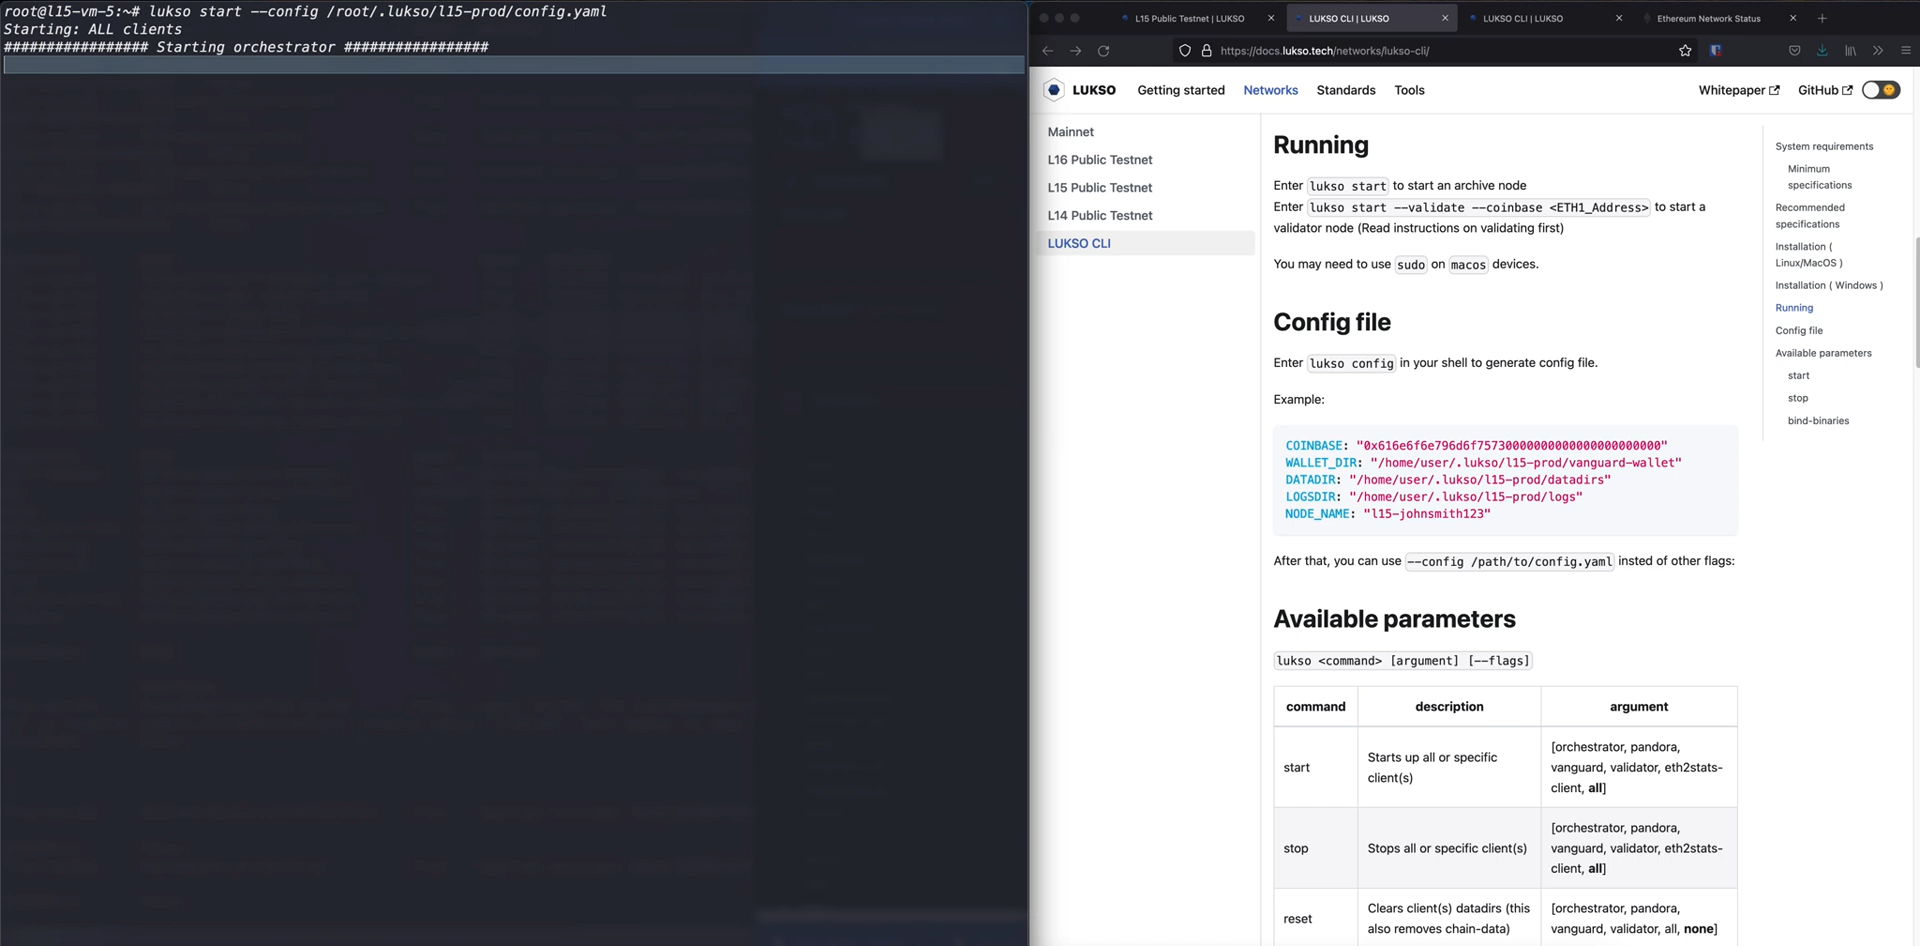 root@l15-vm-5:~# lukso start --config /root/.lukso/l15-prod/config.yaml
Starting: ALL clients
################# Starting orchestrator #################
L15 Public Testnet | LUKSO
LUKSO CLI | LUKSO
LUKSO CLI | LUKSO
Ethereum Network Status
https://docs.lukso.tech/networks/lukso-cli/
LUKSO Getting started Networks Standards Tools Whitepaper GitHub
Mainnet
L16 Public Testnet
L15 Public Testnet
L14 Public Testnet
LUKSO CLI
Running
Enter lukso start to start an archive node
Enter lukso start --validate --coinbase <ETH1_Address> to start a
validator node (Read instructions on validating first)
You may need to use sudo on macos devices.
Config file
Enter lukso config in your shell to generate config file.
Example:
COINBASE: "0x616e6f6e796d6f75730000000000000000000000"
WALLET_DIR: "/home/user/.lukso/l15-prod/vanguard-wallet"
DATADIR: "/home/user/.lukso/l15-prod/datadirs"
LOGSDIR: "/home/user/.lukso/l15-prod/logs"
NODE_NAME: "l15-johnsmith123"
After that, you can use --config /path/to/config.yaml insted of other flags:
Available parameters
lukso <command> [argument] [--flags]
command description argument
start
Starts up all or specific
client(s)
[orchestrator, pandora,
vanguard, validator, eth2stats-
client, all]
stop
Stops all or specific client(s)
[orchestrator, pandora,
vanguard, validator, eth2stats-
client, all]
reset
Clears client(s) datadirs (this
also removes chain-data)
[orchestrator, pandora,
vanguard, validator, all, none]
System requirements
Minimum
specifications
Recommended
specifications
Installation (
Linux/MacOS )
Installation ( Windows )
Running
Config file
Available parameters
start
stop
bind-binaries